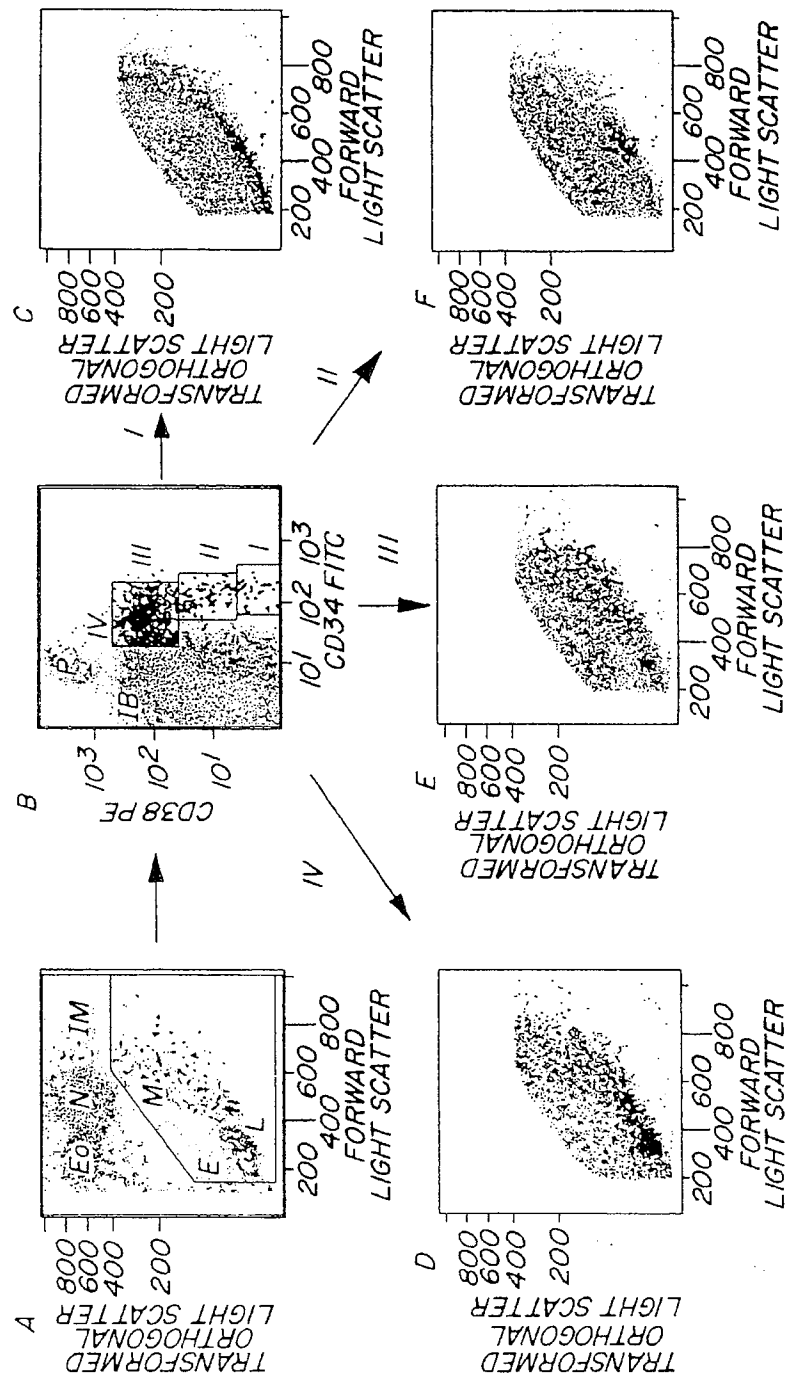 A
TRANSFORMED
ORTHOGONAL
LIGHT SCATTER
800
600
400
200
Eo
N
IM
M
E
L
200
400
600
800
FORWARD
LIGHT SCATTER
B
CD38 PE
10³
10²
10¹
P
IB
IV
III
II
I
10¹
10²
10³
CD34 FITC
I
C
TRANSFORMED
ORTHOGONAL
LIGHT SCATTER
800
600
400
200
200
400
600
800
FORWARD
LIGHT SCATTER
IV
III
II
D
TRANSFORMED
ORTHOGONAL
LIGHT SCATTER
800
600
400
200
200
400
600
800
FORWARD
LIGHT SCATTER
E
TRANSFORMED
ORTHOGONAL
LIGHT SCATTER
800
600
400
200
200
400
600
800
FORWARD
LIGHT SCATTER
F
TRANSFORMED
ORTHOGONAL
LIGHT SCATTER
800
600
400
200
200
400
600
800
FORWARD
LIGHT SCATTER